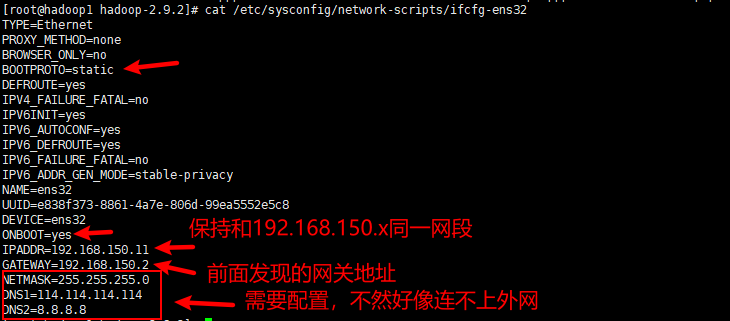 [root@hadoop1 hadoop-2.9.2]# cat /etc/sysconfig/network-scripts/ifcfg-ens32
TYPE=Ethernet
PROXY_METHOD=none
BROWSER_ONLY=no
BOOTPROTO=static
DEFROUTE=yes
IPV4_FAILURE_FATAL=no
IPV6INIT=yes
IPV6_AUTOCONF=yes
IPV6_DEFROUTE=yes
IPV6_FAILURE_FATAL=no
IPV6_ADDR_GEN_MODE=stable-privacy
NAME=ens32
UUID=e838f373-8861-4a7e-806d-99ea5552e5c8
DEVICE=ens32
ONBOOT=yes
保持和192.168.150.x同一网段
IPADDR=192.168.150.11
GATEWAY=192.168.150.2
前面发现的网关地址
NETMASK=255.255.255.0
DNS1=114.114.114.114
需要配置，不然好像连不上外网
DNS2=8.8.8.8